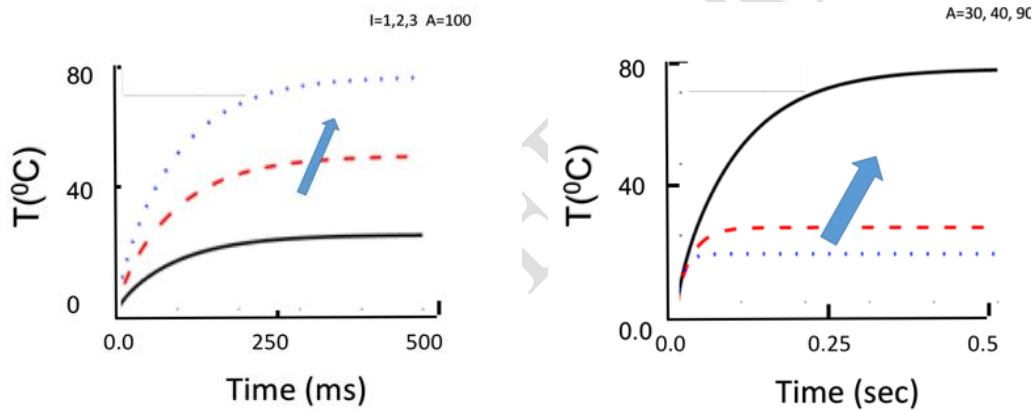 I=1,2,3 A=100
80
40
0
T(⁰C)
0.0 250 500
Time (ms)
A=30, 40, 90
80
40
0.0
T(⁰C)
0.0 0.25 0.5
Time (sec)